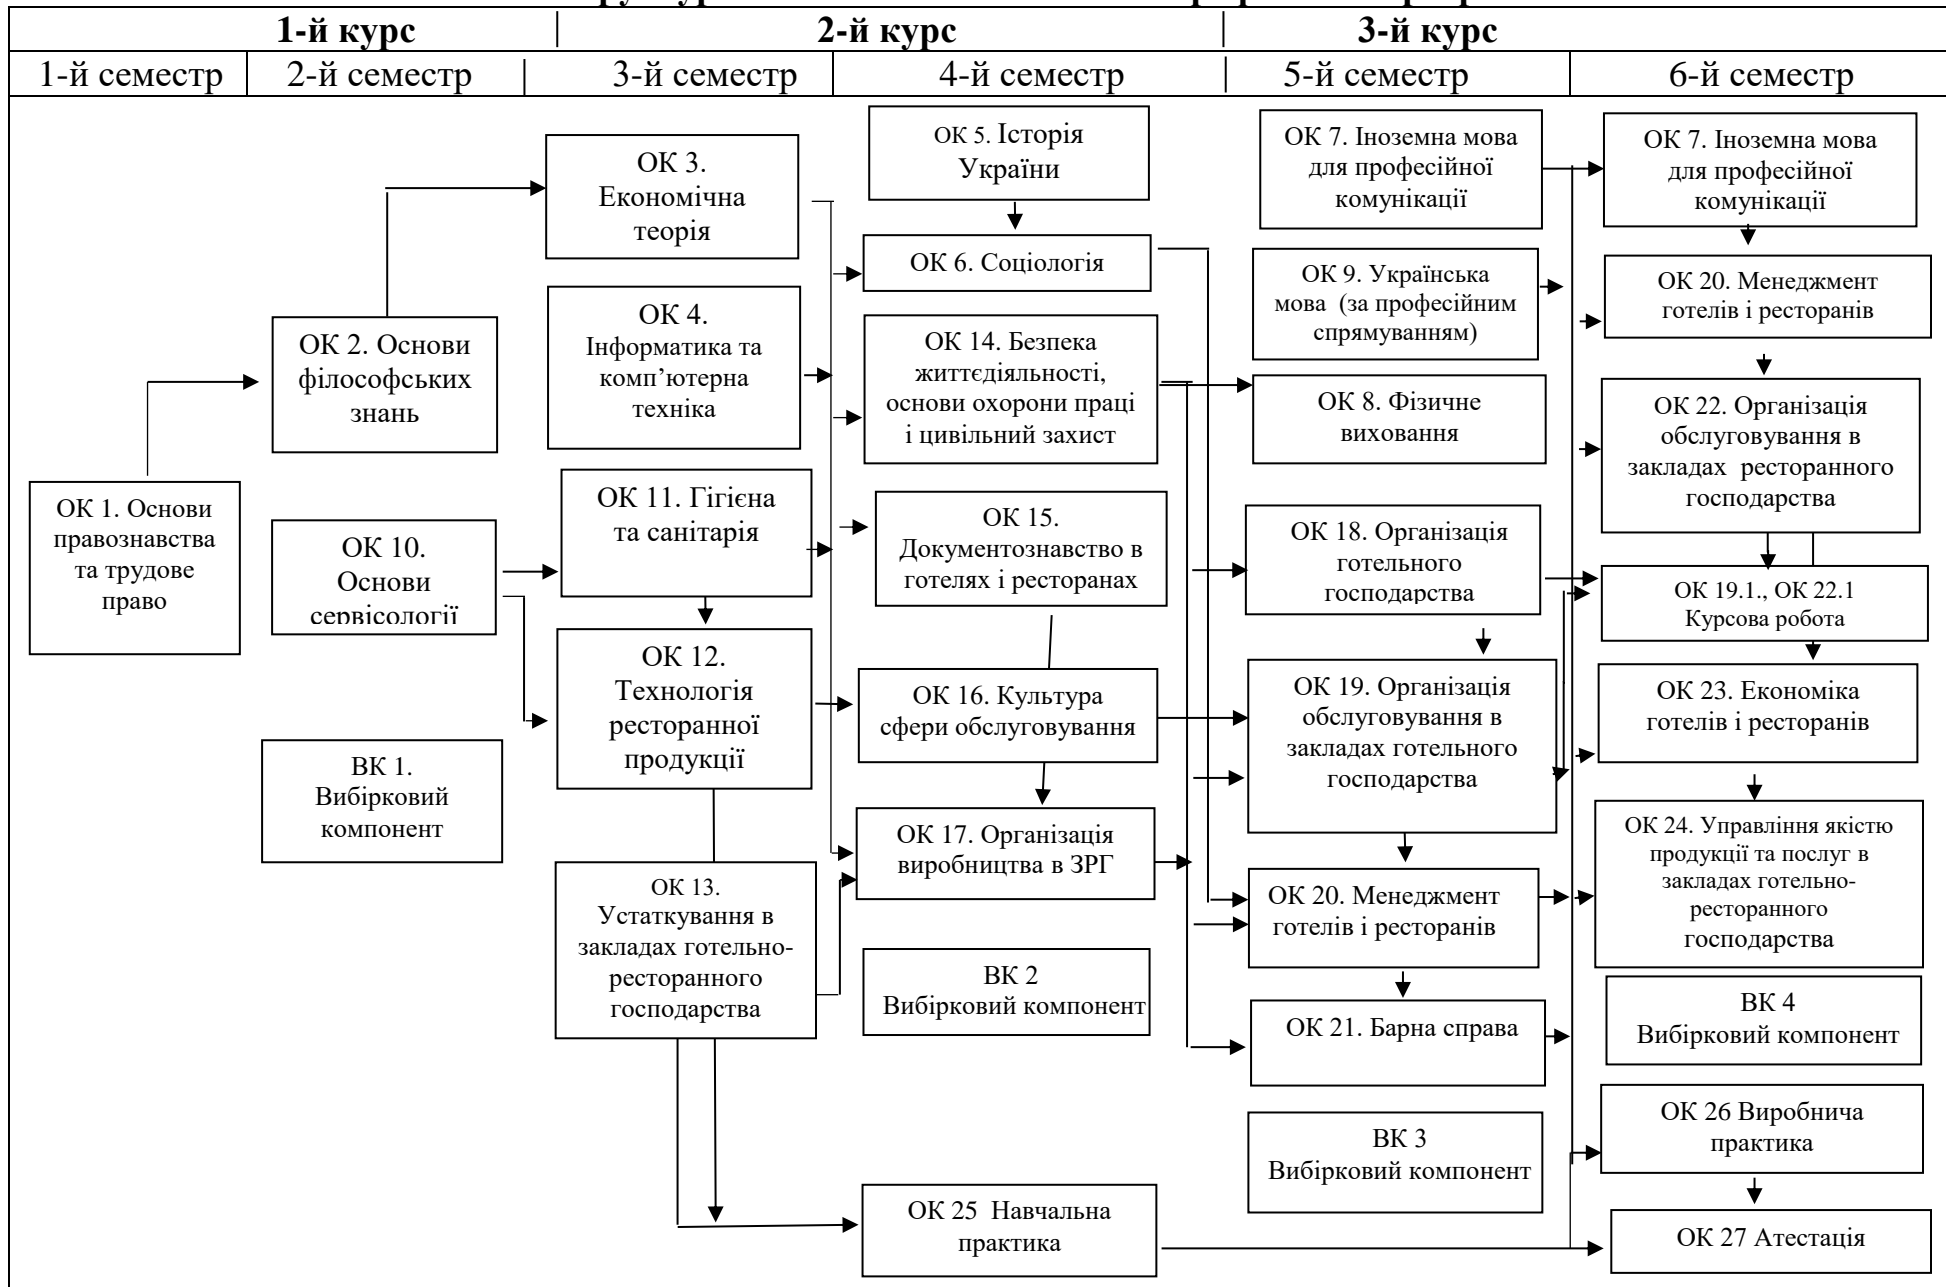 1-й курс
2-й курс
3-й курс
1-й семестр
2-й семестр
3-й семестр
4-й семестр
5-й семестр
6-й семестр
ОК 1. Основи
правознавства
та трудове
право
ОК 2. Основи
філософських
знань
ОК 10.
Основи
сервісології
ВК 1.
Вибірковий
компонент
ОК 3.
Економічна
теорія
ОК 4.
Інформатика та
комп’ютерна
техніка
ОК 11. Гігієна
та санітарія
ОК 12.
Технологія
ресторанної
продукції
ОК 13.
Устаткування в
закладах готельно-
ресторанного
господарства
ОК 5. Історія
України
ОК 6. Соціологія
ОК 14. Безпека
життєдіяльності,
основи охорони праці
і цивільний захист
ОК 15.
Документознавство в
готелях і ресторанах
ОК 16. Культура
сфери обслуговування
ОК 17. Організація
виробництва в ЗРГ
ВК 2
Вибірковий компонент
ОК 25 Навчальна
практика
ОК 7. Іноземна мова
для професійної
комунікації
ОК 9. Українська
мова (за професійним
спрямуванням)
ОК 8. Фізичне
виховання
ОК 18. Організація
готельного
господарства
ОК 19. Організація
обслуговування в
закладах готельного
господарства
ОК 20. Менеджмент
готелів і ресторанів
ОК 21. Барна справа
ВК 3
Вибірковий компонент
ОК 7. Іноземна мова
для професійної
комунікації
ОК 20. Менеджмент
готелів і ресторанів
ОК 22. Організація
обслуговування в
закладах ресторанного
господарства
ОК 19.1., ОК 22.1
Курсова робота
ОК 23. Економіка
готелів і ресторанів
ОК 24. Управління якістю
продукції та послуг в
закладах готельно-
ресторанного
господарства
ВК 4
Вибірковий компонент
ОК 26 Виробнича
практика
ОК 27 Атестація